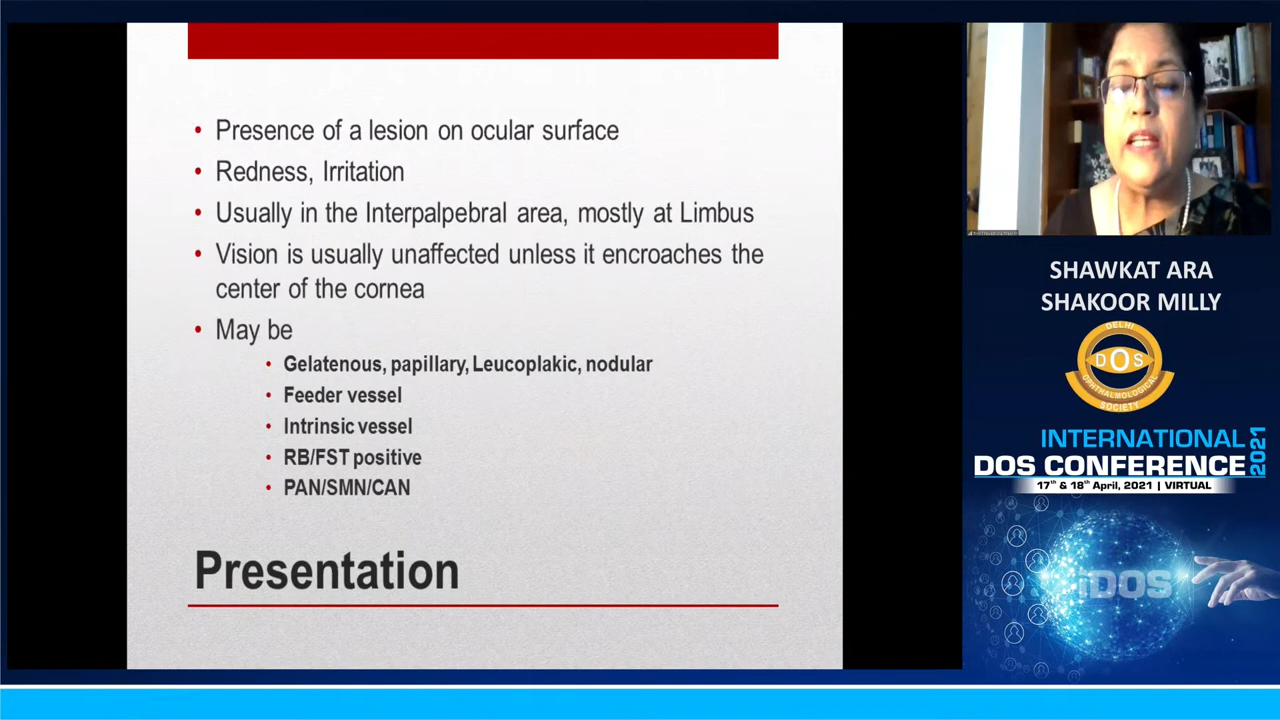 Presence of a lesion on ocular surface
Redness, Irritation
Usually in the Interpalpebral area, mostly at Limbus
Vision is usually unaffected unless it encroaches the
center of the cornea
May be
Gelatenous, papillary, Leucoplakic, nodular
Feeder vessel
Intrinsic vessel
RB/FST positive
PAN/SMN/CAN
Presentation
SHAWKAT ARA
SHAKOOR MILLY
DELHI
DOS
OPHTHALMOLOGICAL
SOCIETY
INTERNATIONAL
DOS CONFERENCE
2021
17th & 18th April, 2021 | VIRTUAL
iDOS